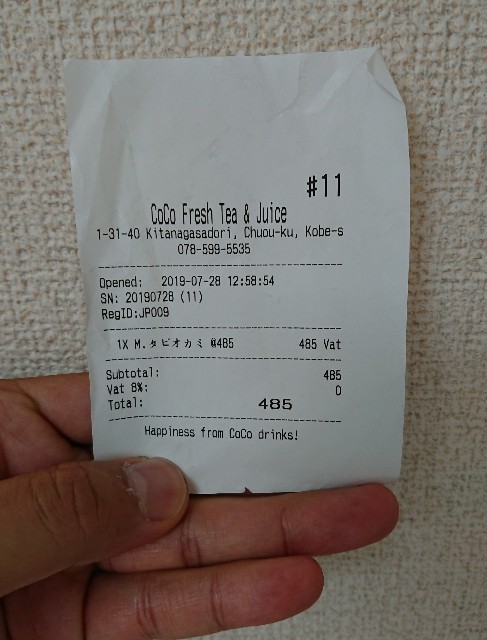 #11
CoCo Fresh Tea & Juice
1-31-40 Kitanagasadori, Chuou-ku, Kobe-s
078-599-5535
Opened: 2019-07-28 12:58:54
SN: 20190728 (11)
RegID:JP009
1X M.タピオカミ @485 485 Vat
Subtotal: 485
Vat 8%: 0
Total: 485
Happiness from CoCo drinks!